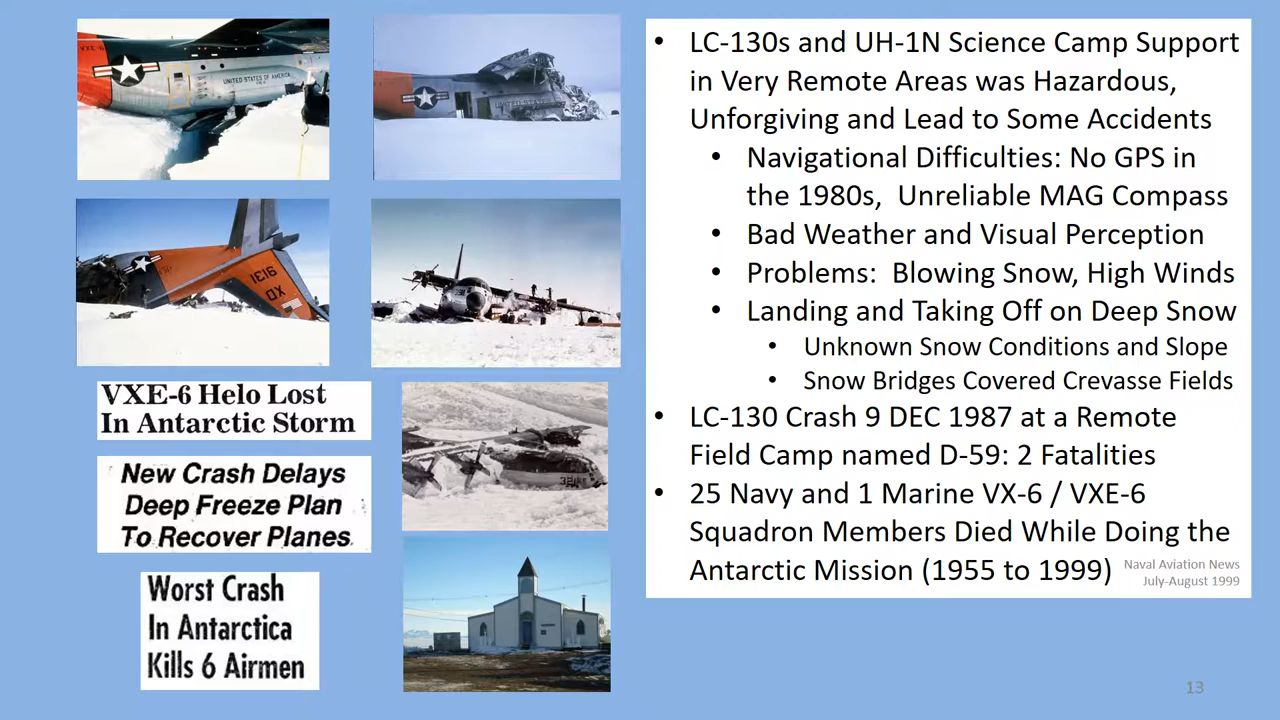 VXE-6
UNITED STATES OF AMERICA
1316
XD
VXE-6 Helo Lost
In Antarctic Storm
New Crash Delays
Deep Freeze Plan
To Recover Planes
Worst Crash
In Antarctica
Kills 6 Airmen
• LC-130s and UH-1N Science Camp Support
in Very Remote Areas was Hazardous,
Unforgiving and Lead to Some Accidents
• Navigational Difficulties: No GPS in
the 1980s, Unreliable MAG Compass
• Bad Weather and Visual Perception
• Problems: Blowing Snow, High Winds
• Landing and Taking Off on Deep Snow
• Unknown Snow Conditions and Slope
• Snow Bridges Covered Crevasse Fields
• LC-130 Crash 9 DEC 1987 at a Remote
Field Camp named D-59: 2 Fatalities
• 25 Navy and 1 Marine VX-6 / VXE-6
Squadron Members Died While Doing the
Antarctic Mission (1955 to 1999)
Naval Aviation News
July-August 1999
13